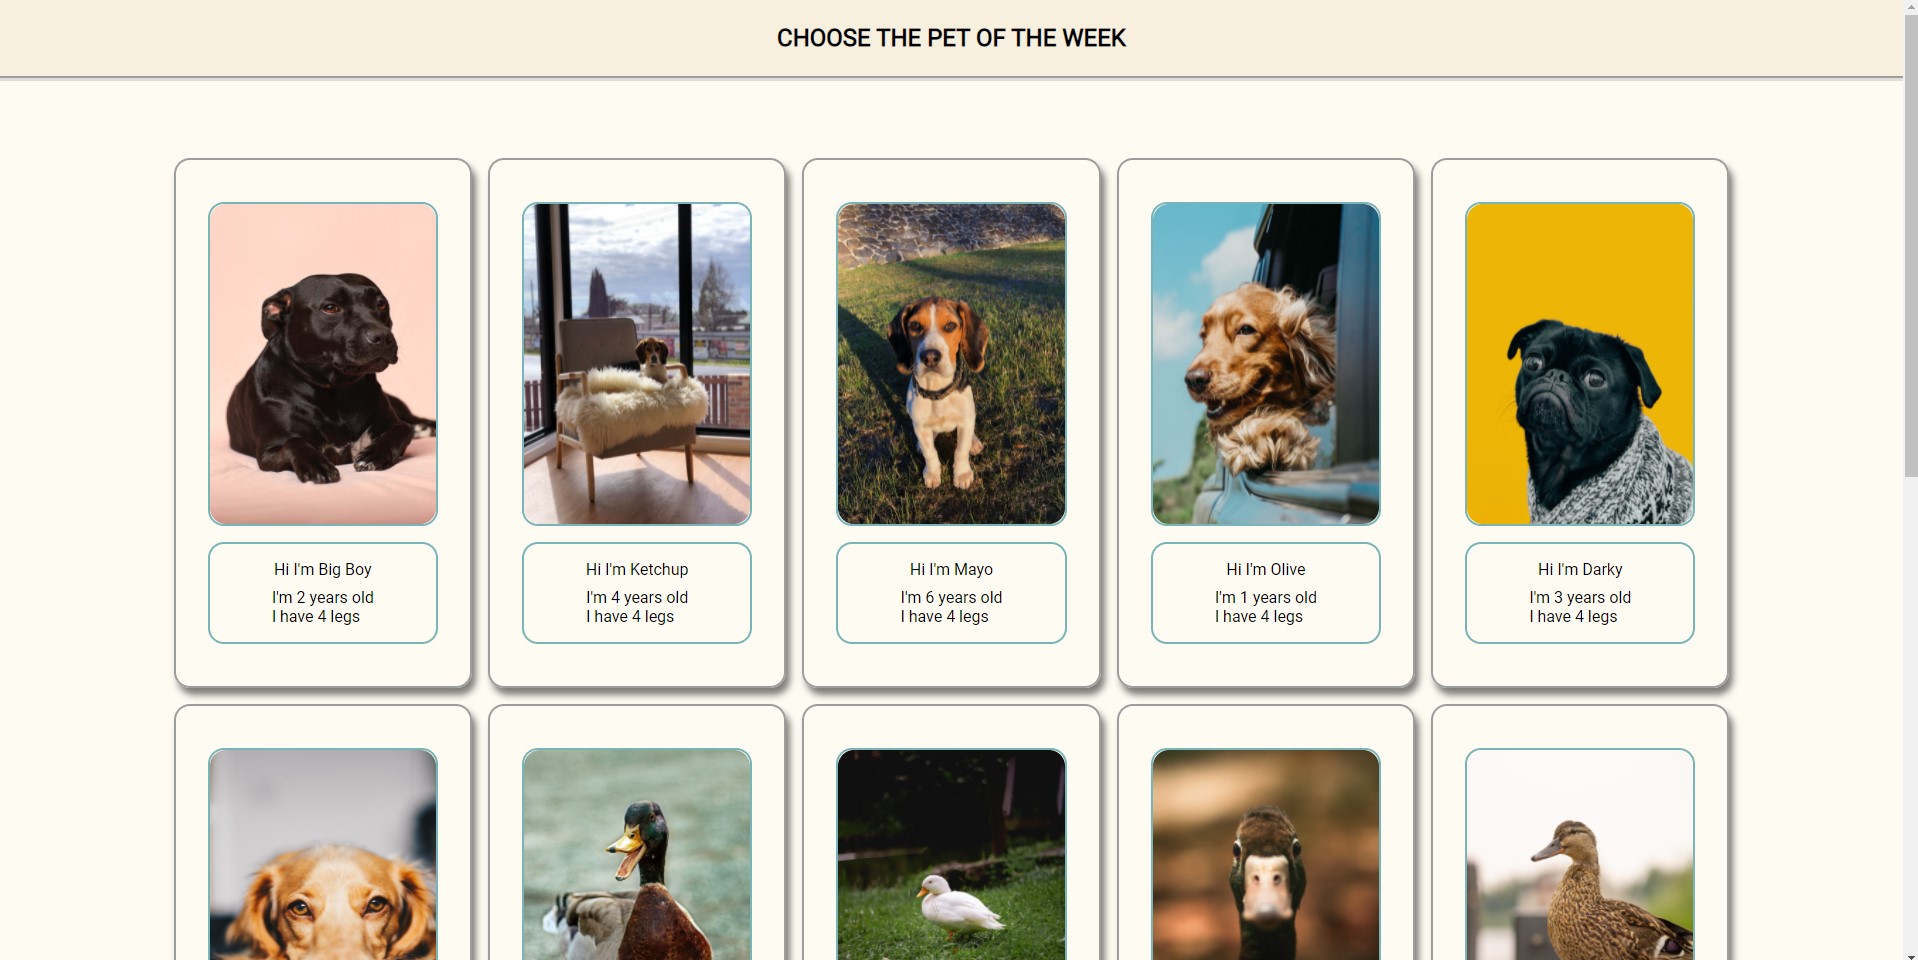 CHOOSE THE PET OF THE WEEK
Hi I'm Big Boy
I'm 2 years old
I have 4 legs
Hi I'm Ketchup
I'm 4 years old
I have 4 legs
Hi I'm Mayo
I'm 6 years old
I have 4 legs
Hi I'm Olive
I'm 1 years old
I have 4 legs
Hi I'm Darky
I'm 3 years old
I have 4 legs